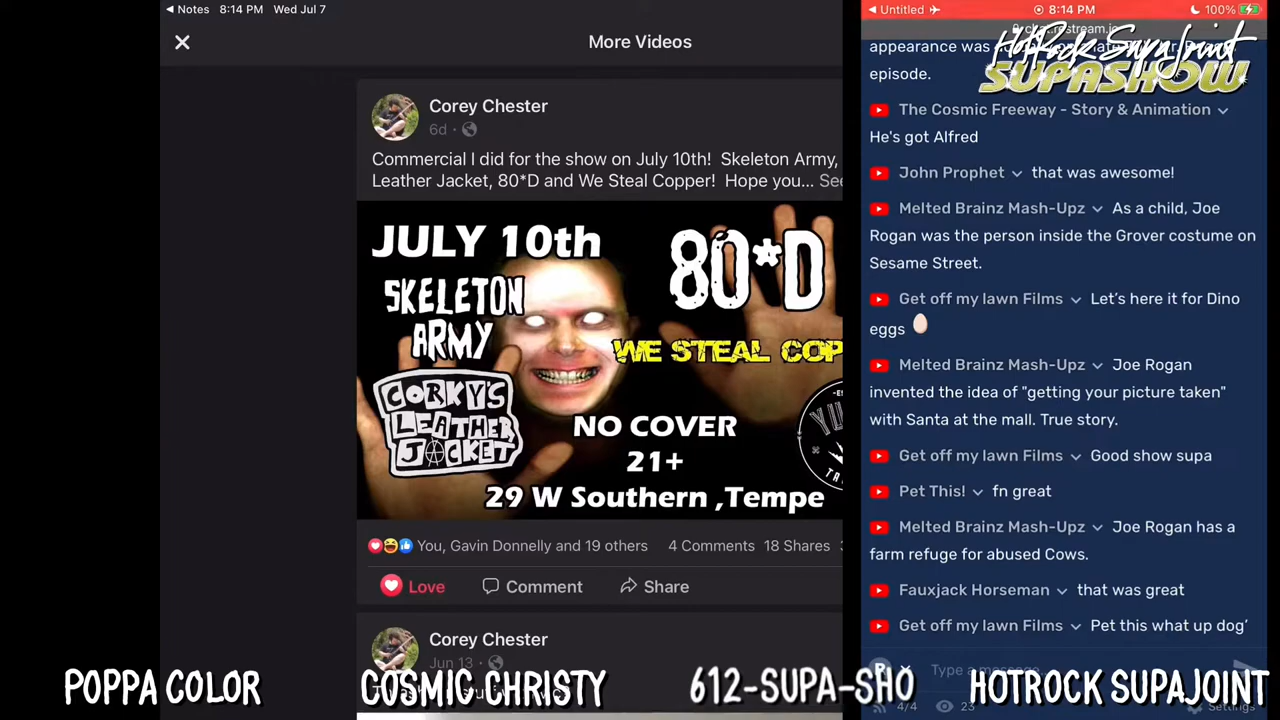 Notes 8:14 PM Wed Jul 7
More Videos
Corey Chester
6d
Commercial I did for the show on July 10th! Skeleton Army,
Leather Jacket, 80*D and We Steal Copper! Hope you... See
JULY 10th
80*D
SKELETON
ARMY
WE STEAL COP
CORKY'S
LEATHER
JACKET
NO COVER
21+
29 W Southern ,Tempe
You, Gavin Donnelly and 19 others 4 Comments 18 Shares
Love Comment Share
Corey Chester
Jun 13
Untitled 8:14 PM 100%
HotRock SupaJoint
SUPASHOW
appearance was
episode.
The Cosmic Freeway - Story & Animation
He's got Alfred
John Prophet that was awesome!
Melted Brainz Mash-Upz As a child, Joe
Rogan was the person inside the Grover costume on
Sesame Street.
Get off my lawn Films Let's here it for Dino
eggs
Melted Brainz Mash-Upz Joe Rogan
invented the idea of "getting your picture taken"
with Santa at the mall. True story.
Get off my lawn Films Good show supa
Pet This! fn great
Melted Brainz Mash-Upz Joe Rogan has a
farm refuge for abused Cows.
Fauxjack Horseman that was great
Get off my lawn Films Pet this what up dog'
Type a message
4/4 23 Settings
POPPA COLOR COSMIC CHRISTY 612-SUPA-SHO HOTROCK SUPAJOINT